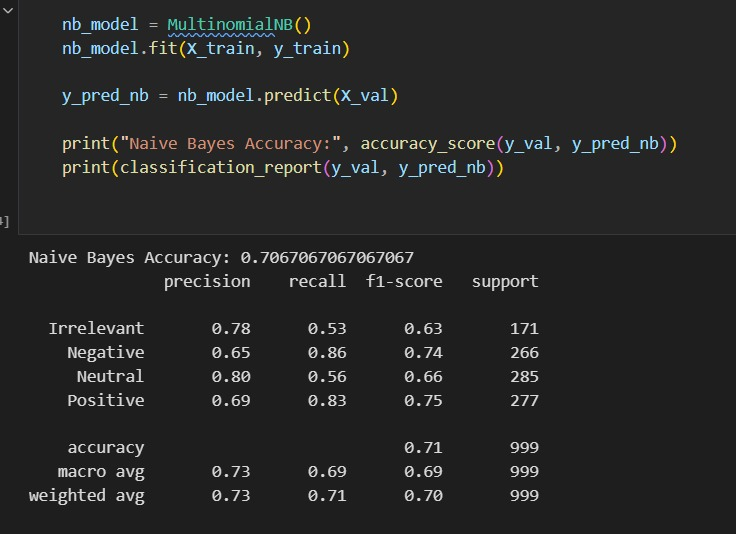 nb_model = MultinomialNB()
nb_model.fit(X_train, y_train)
y_pred_nb = nb_model.predict(X_val)
print("Naive Bayes Accuracy:", accuracy_score(y_val, y_pred_nb))
print(classification_report(y_val, y_pred_nb))
]
Naive Bayes Accuracy: 0.7067067067067067
precision recall f1-score support
Irrelevant 0.78 0.53 0.63 171
Negative 0.65 0.86 0.74 266
Neutral 0.80 0.56 0.66 285
Positive 0.69 0.83 0.75 277
accuracy 0.71 999
macro avg 0.73 0.69 0.69 999
weighted avg 0.73 0.71 0.70 999